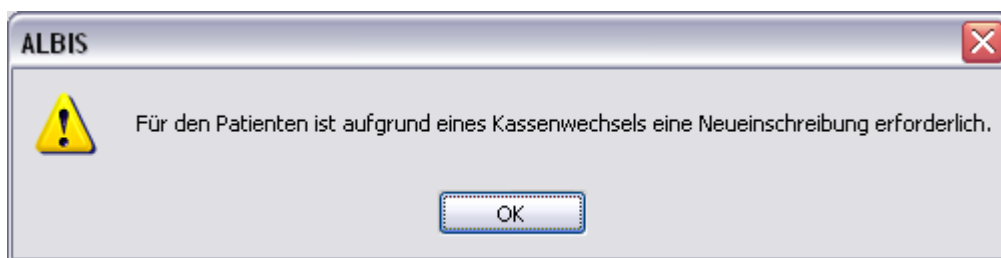 ALBIS
Für den Patienten ist aufgrund eines Kassenwechsels eine Neueinschreibung erforderlich.
OK